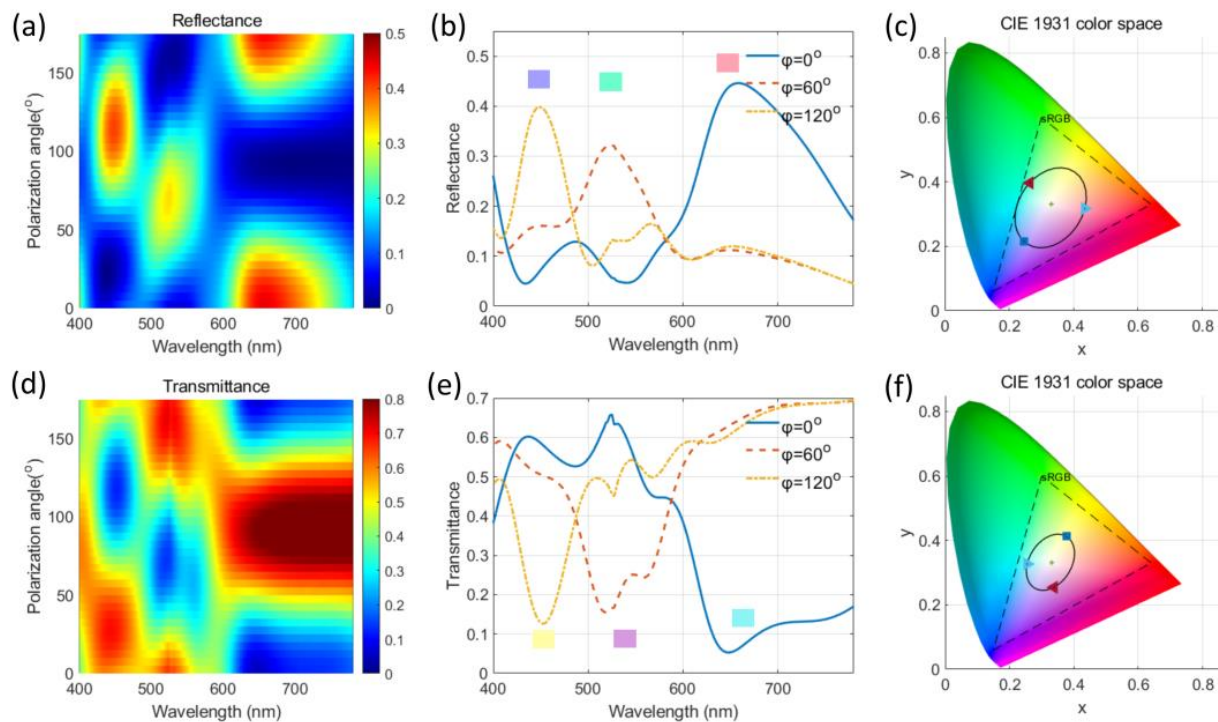 (a)
Reflectance
Polarization angle(°)
150
100
50
0
400 500 600 700
Wavelength (nm)
0.5
0.4
0.3
0.2
0.1
0
(b)
Reflectance
0.5
0.4
0.3
0.2
0.1
0
400 500 600 700
Wavelength (nm)
φ=0°
φ=60°
φ=120°
(c)
CIE 1931 color space
y
0.8
0.6
0.4
0.2
0
0 0.2 0.4 0.6 0.8
x
sRGB
(d)
Transmittance
Polarization angle(°)
150
100
50
0
400 500 600 700
Wavelength (nm)
0.8
0.7
0.6
0.5
0.4
0.3
0.2
0.1
0
(e)
Transmittance
0.7
0.6
0.5
0.4
0.3
0.2
0.1
0
400 500 600 700
Wavelength (nm)
φ=0°
φ=60°
φ=120°
(f)
CIE 1931 color space
y
0.8
0.6
0.4
0.2
0
0 0.2 0.4 0.6 0.8
x
sRGB